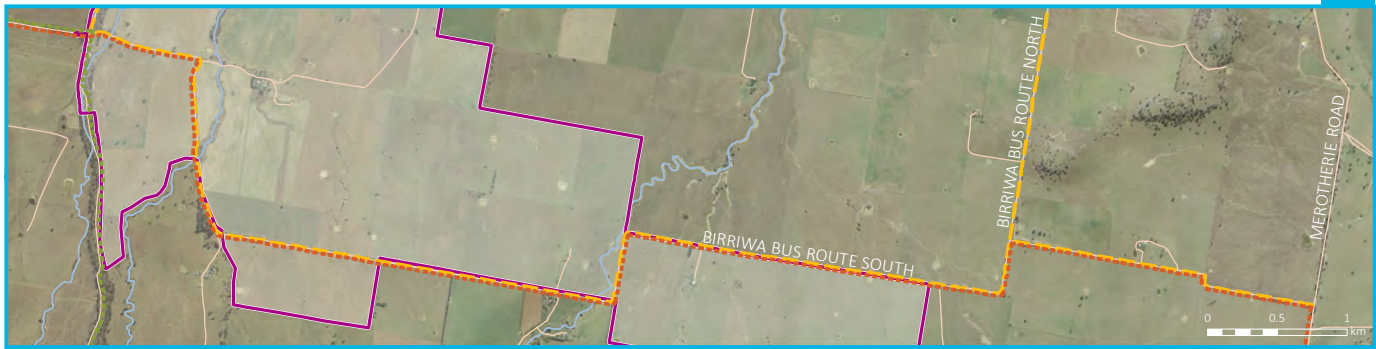 BIRRIWA BUS ROUTE NORTH
MEROTHERIE ROAD
BIRRIWA BUS ROUTE SOUTH
0 0.5 1
km